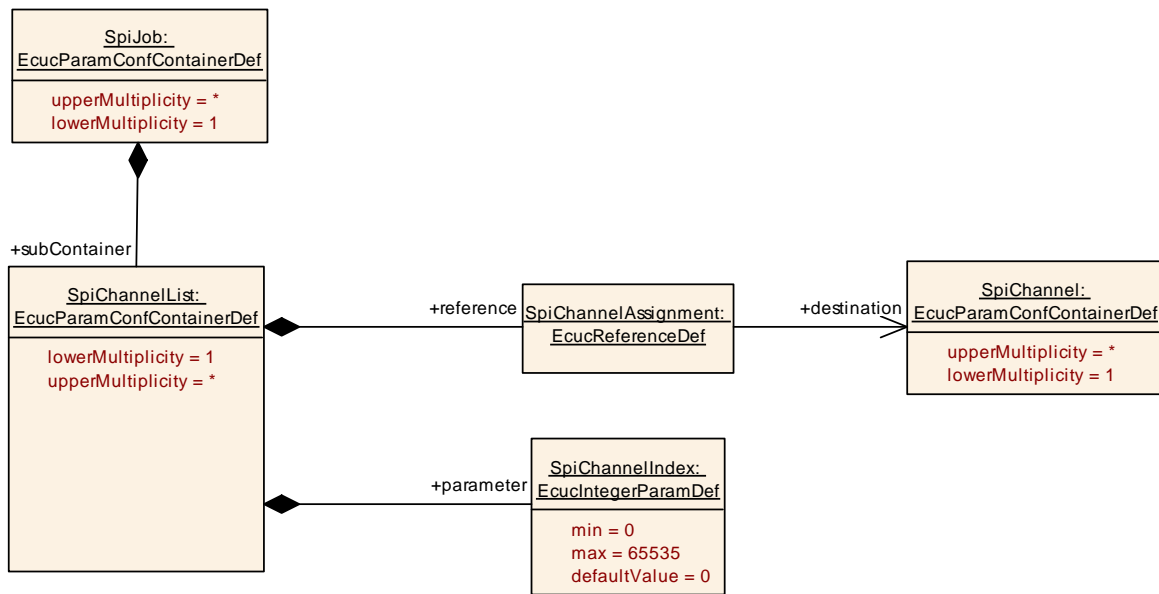 SpiJob:
EcucParamConfContainerDef
upperMultiplicity = *
lowerMultiplicity = 1
+subContainer
SpiChannelList:
EcucParamConfContainerDef
lowerMultiplicity = 1
upperMultiplicity = *
+reference
SpiChannelAssignment:
EcucReferenceDef
+destination
SpiChannel:
EcucParamConfContainerDef
upperMultiplicity = *
lowerMultiplicity = 1
+parameter
SpiChannelIndex:
EcucIntegerParamDef
min = 0
max = 65535
defaultValue = 0